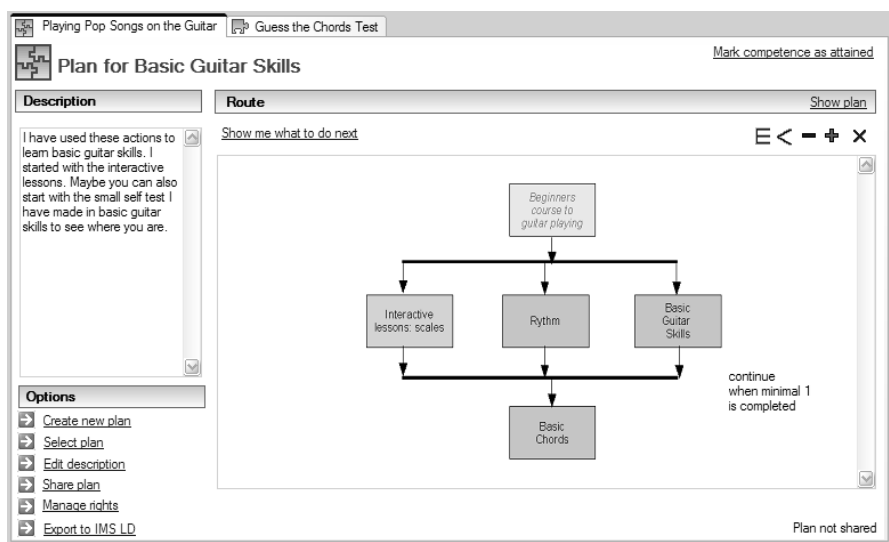 Playing Pop Songs on the Guitar
Guess the Chords Test
Plan for Basic Guitar Skills
Mark competence as attained
Description
Route
Show plan
I have used these actions to
learn basic guitar skills. I
started with the interactive
lessons. Maybe you can also
start with the small self test I
have made in basic guitar
skills to see where you are.
Show me what to do next
Beginners
course to
guitar playing
Interactive
lessons: scales
Rythm
Basic
Guitar
Skills
continue
when minimal 1
is completed
Basic
Chords
Options
Create new plan
Select plan
Edit description
Share plan
Manage rights
Export to IMS LD
Plan not shared